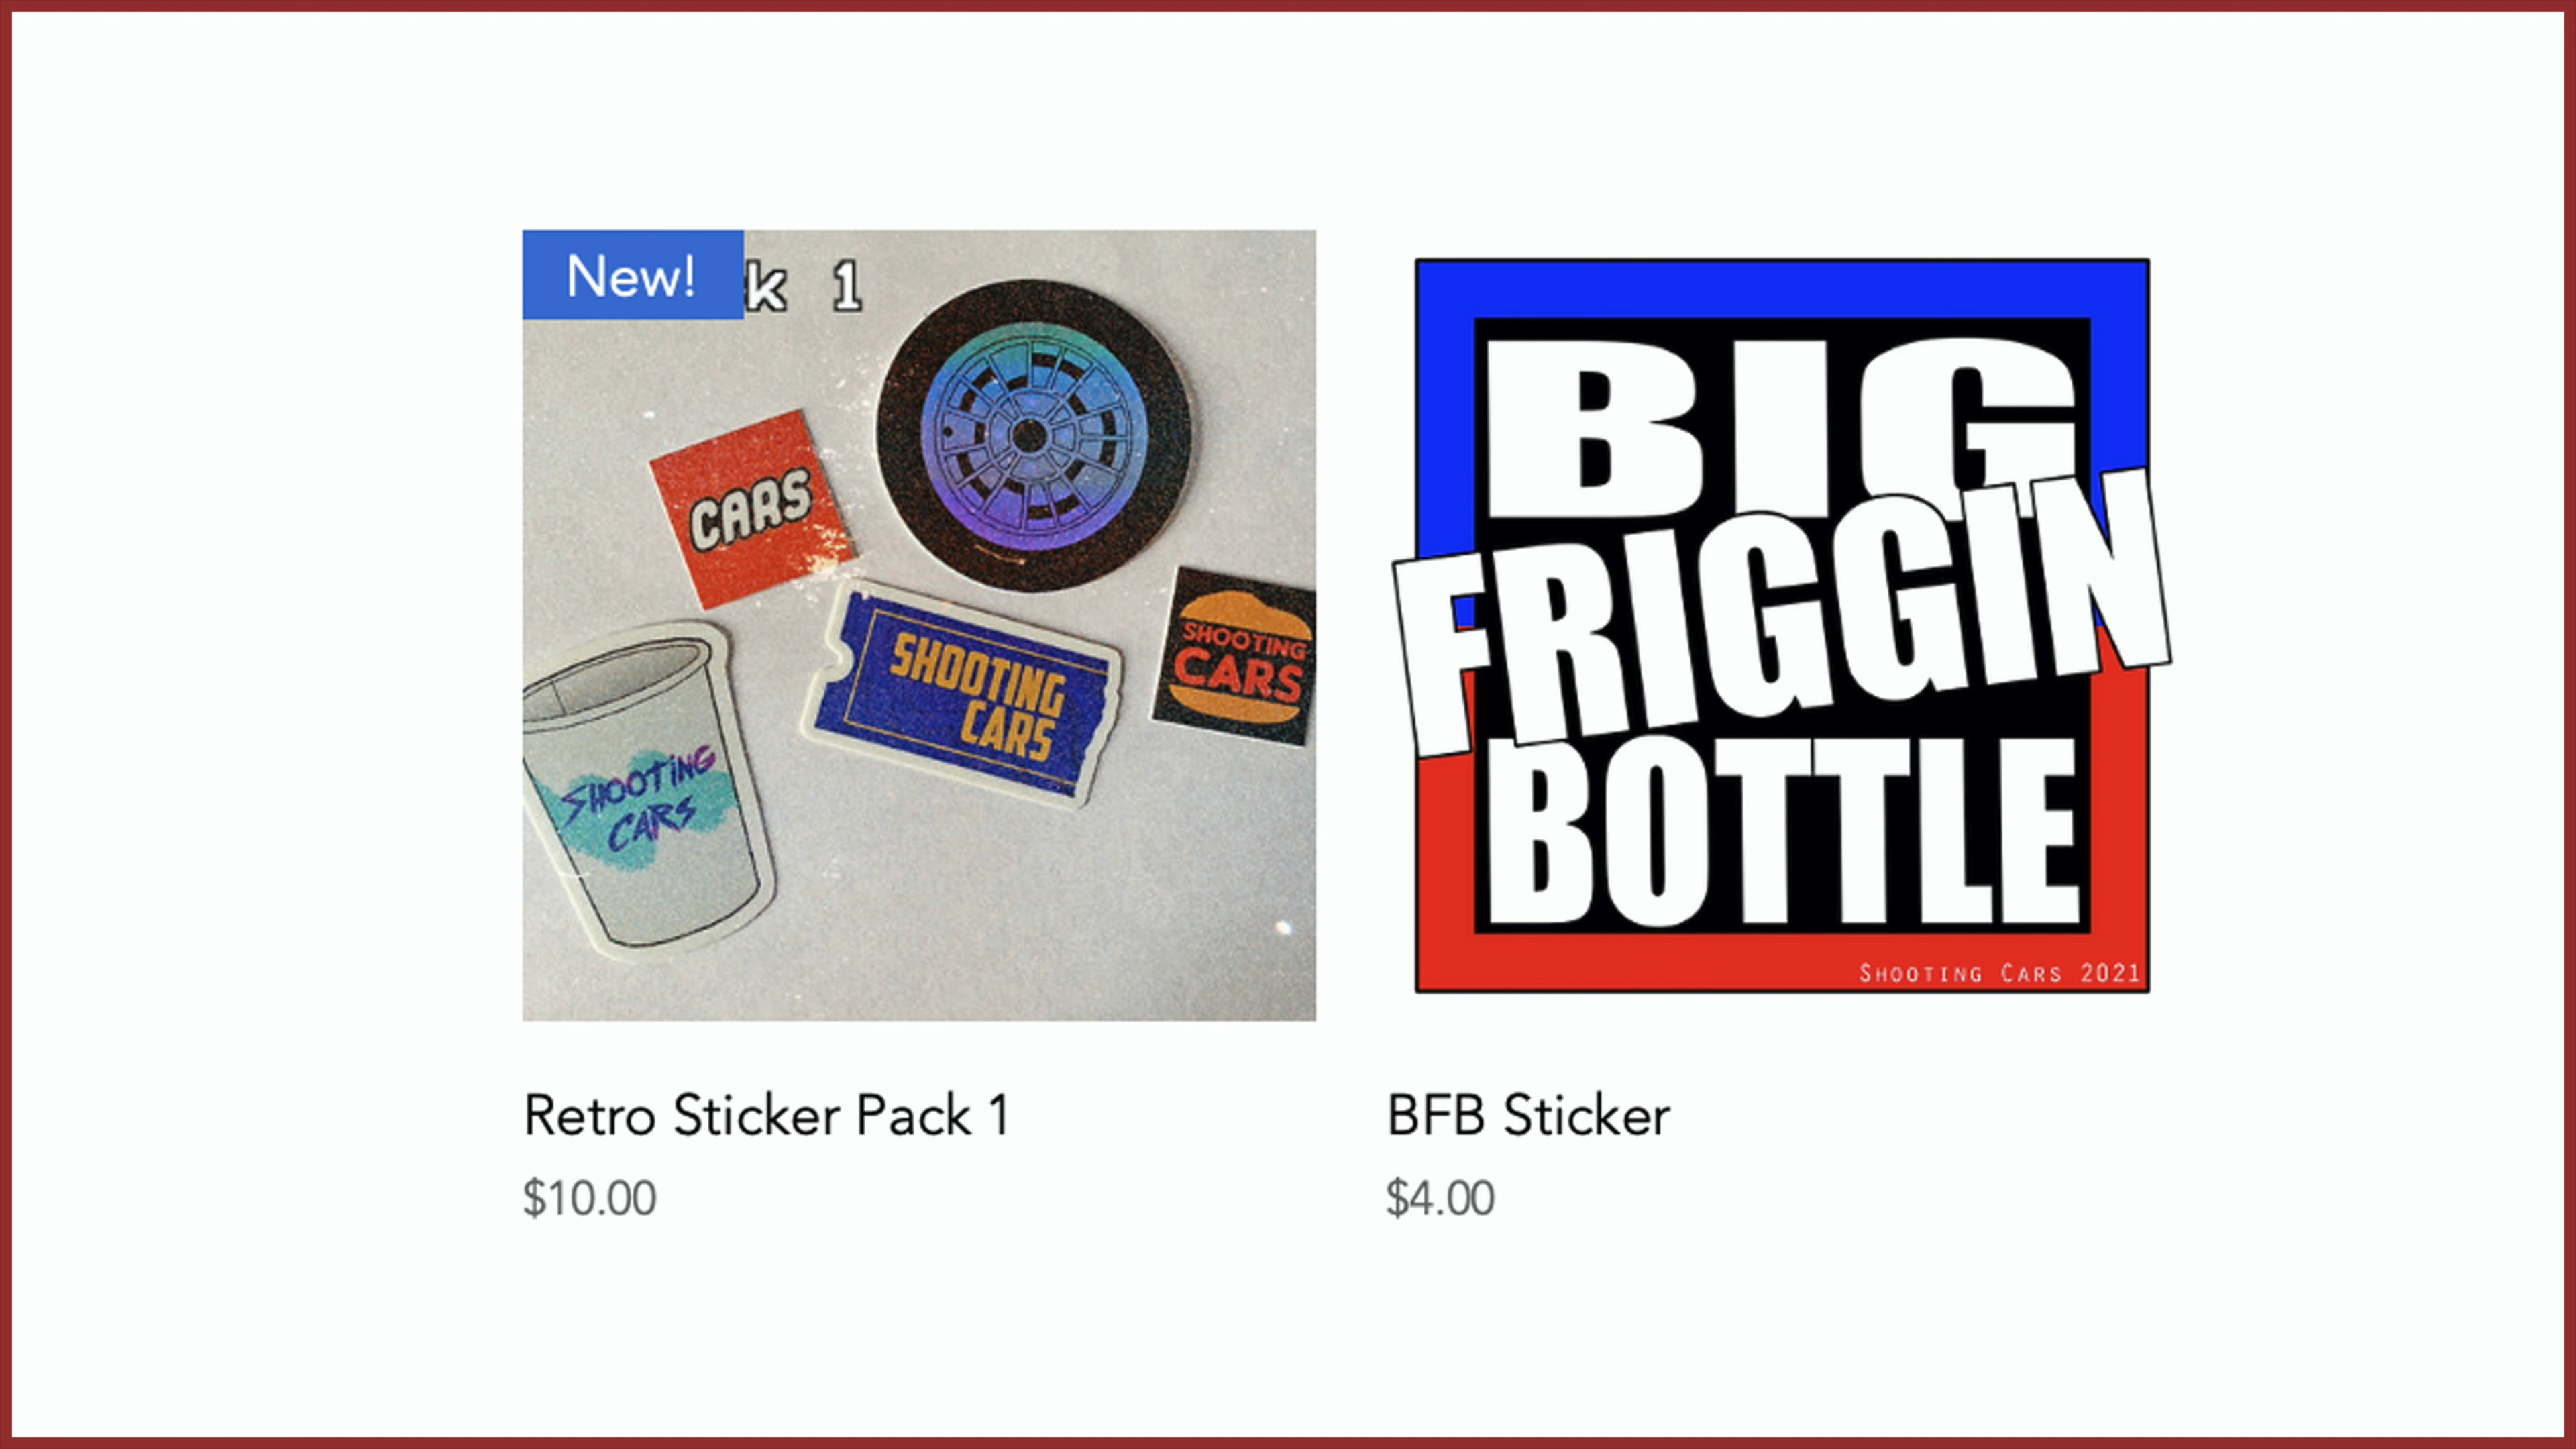 New!
k 1
CARS
SHOOTING
CARS
SHOOTING
CARS
SHOOTING
CARS
BIG
FRIGGIN
BOTTLE
SHOOTING CARS 2021
Retro Sticker Pack 1
$10.00
BFB Sticker
$4.00